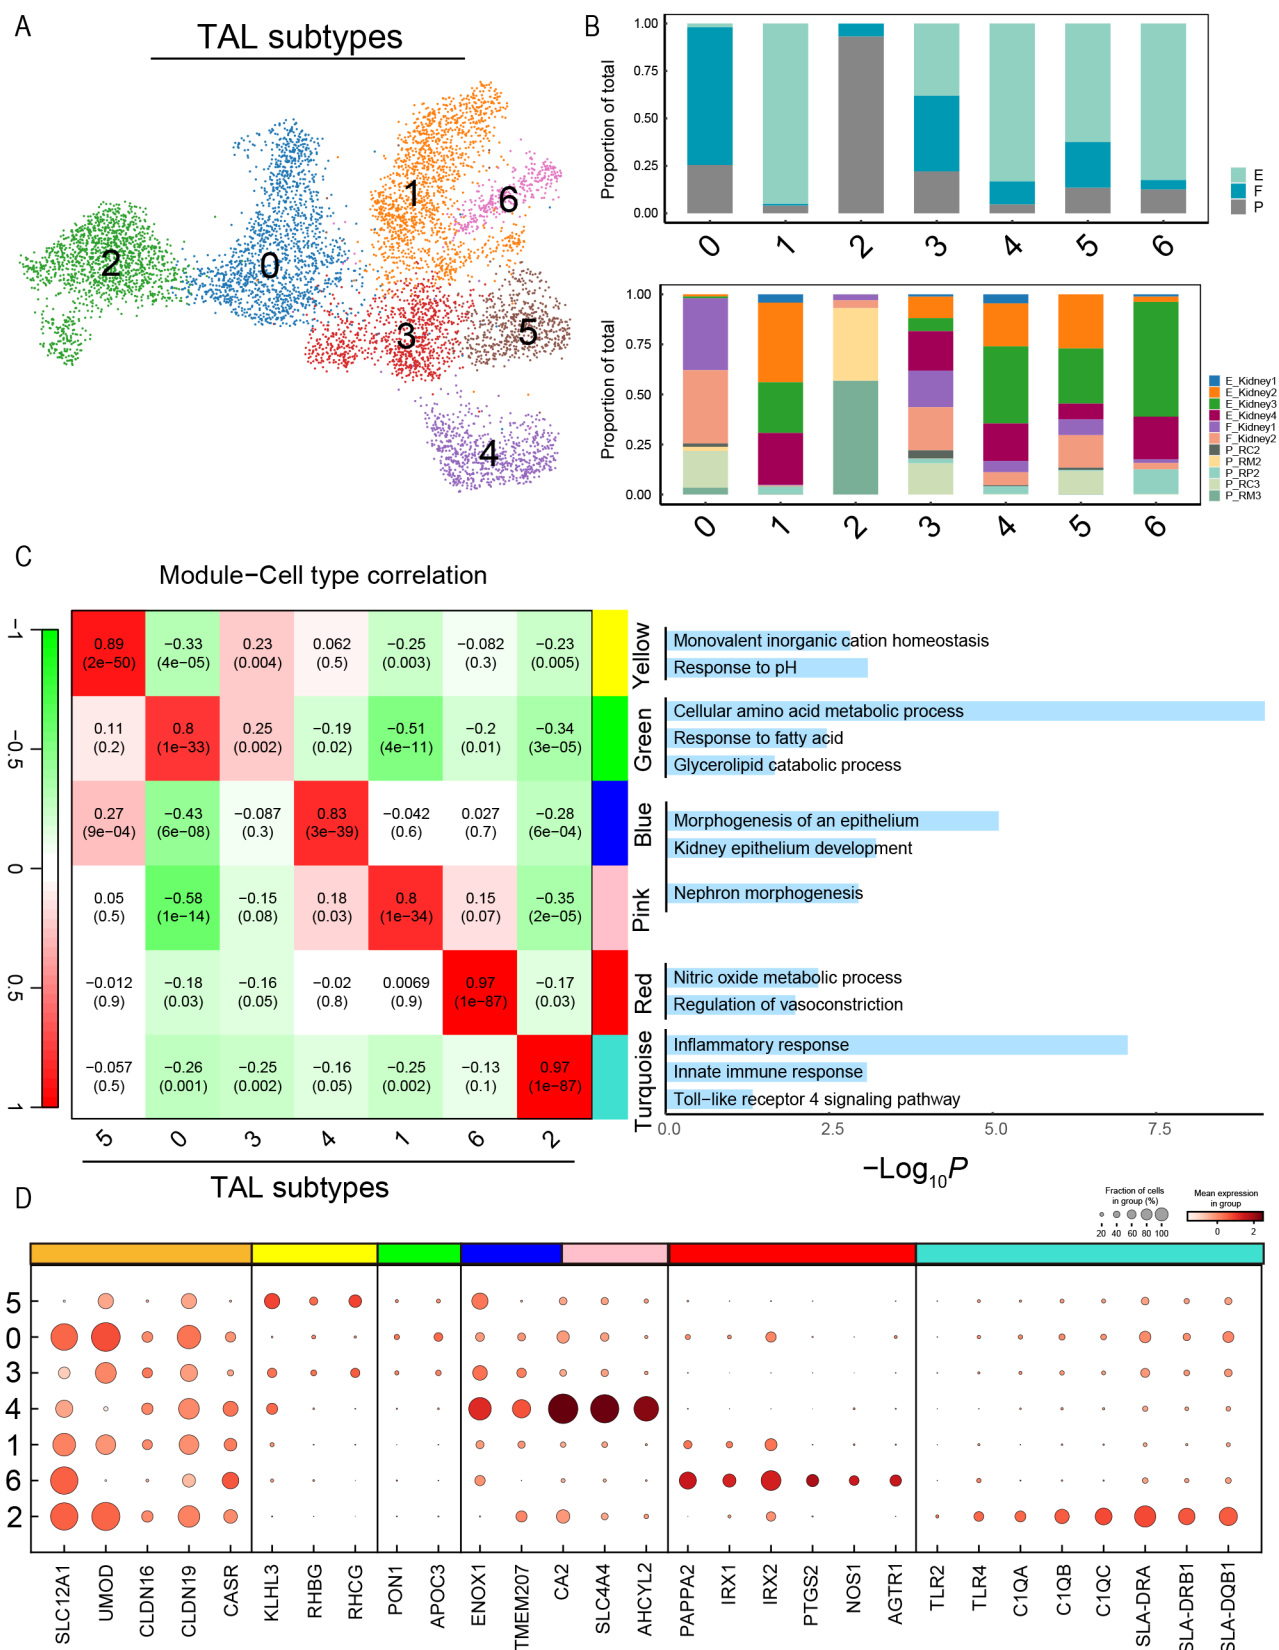 A
TAL subtypes
0
1
2
3
4
5
6
B
Proportion of total
1.00
0.75
0.50
0.25
0.00
0 1 2 3 4 5 6
E
F
P
Proportion of total
1.00
0.75
0.50
0.25
0.00
0 1 2 3 4 5 6
E_Kidney1
E_Kidney2
E_Kidney3
E_Kidney4
F_Kidney1
F_Kidney2
P_RC2
P_RM2
P_RP2
P_RC3
P_RM3
C
Module−Cell type correlation
−1
−0.5
0
0.5
1
0.89 −0.33 0.23 0.062 −0.25 −0.082 −0.23
(2e−50) (4e−05) (0.004) (0.5) (0.003) (0.3) (0.005)
0.11 0.8 0.25 −0.19 −0.51 −0.2 −0.34
(0.2) (1e−33) (0.002) (0.02) (4e−11) (0.01) (3e−05)
0.27 −0.43 −0.087 0.83 −0.042 0.027 −0.28
(9e−04) (6e−08) (0.3) (3e−39) (0.6) (0.7) (6e−04)
0.05 −0.58 −0.15 0.18 0.8 0.15 −0.35
(0.5) (1e−14) (0.08) (0.03) (1e−34) (0.07) (2e−05)
−0.012 −0.18 −0.16 −0.02 0.0069 0.97 −0.17
(0.9) (0.03) (0.05) (0.8) (0.9) (1e−87) (0.03)
−0.057 −0.26 −0.25 −0.16 −0.25 −0.13 0.97
(0.5) (0.001) (0.002) (0.05) (0.002) (0.1) (1e−87)
5 0 3 4 1 6 2
TAL subtypes
Yellow
Monovalent inorganic cation homeostasis
Response to pH
Green
Cellular amino acid metabolic process
Response to fatty acid
Glycerolipid catabolic process
Blue
Morphogenesis of an epithelium
Kidney epithelium development
Pink
Nephron morphogenesis
Red
Nitric oxide metabolic process
Regulation of vasoconstriction
Turquoise
Inflammatory response
Innate immune response
Toll−like receptor 4 signaling pathway
0.0 2.5 5.0 7.5
−Log10P
D
Fraction of cells
in group (%)
20 40 60 80 100
Mean expression
in group
0 2
5
0
3
4
1
6
2
SLC12A1
UMOD
CLDN16
CLDN19
CASR
KLHL3
RHBG
RHCG
PON1
APOC3
ENOX1
TMEM207
CA2
SLC4A4
AHCYL2
PAPPA2
IRX1
IRX2
PTGS2
NOS1
AGTR1
TLR2
TLR4
C1QA
C1QB
C1QC
SLA-DRA
SLA-DRB1
SLA-DQB1